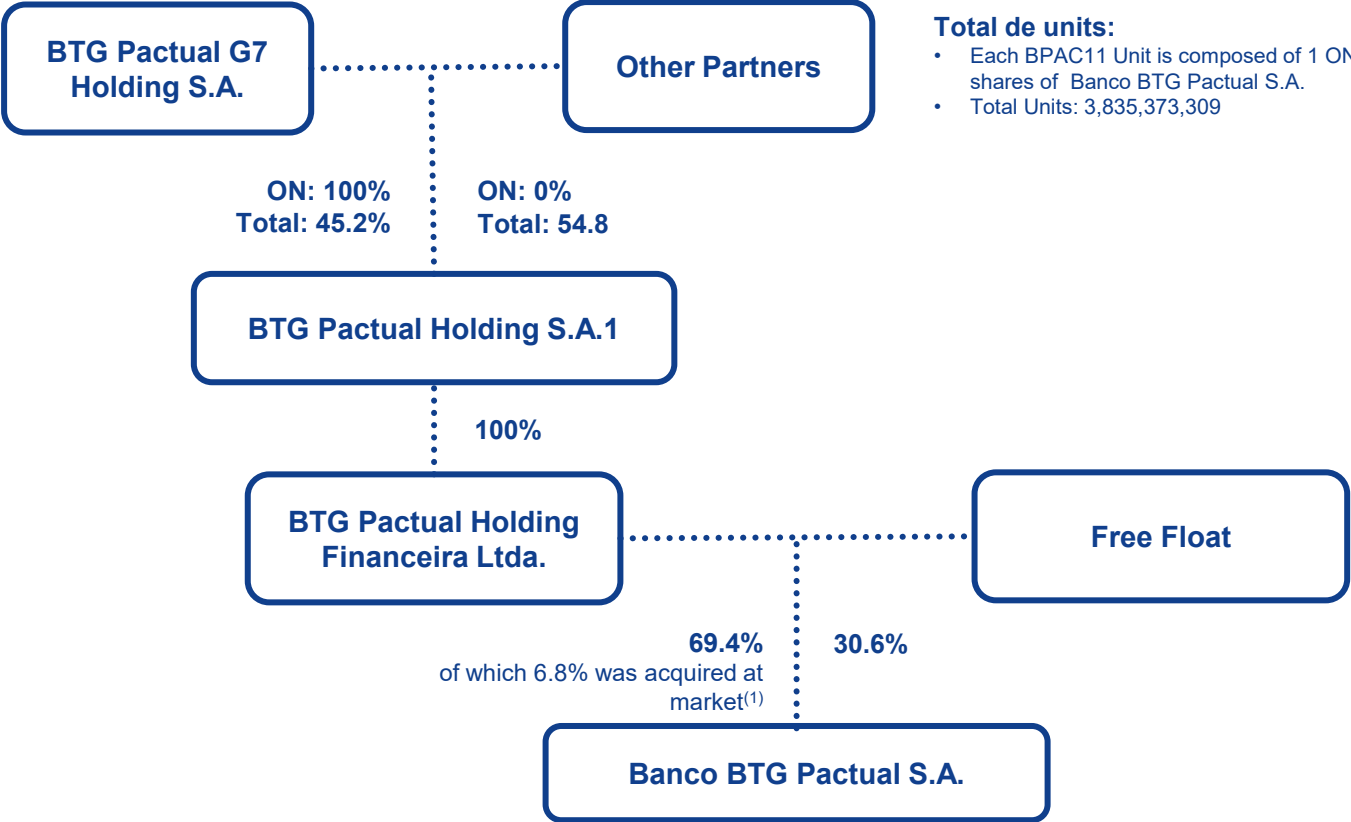 BTG Pactual G7
Holding S.A.
Other Partners
Total de units:
• Each BPAC11 Unit is composed of 1 ON
shares of Banco BTG Pactual S.A.
• Total Units: 3,835,373,309
ON: 100%
Total: 45.2%
ON: 0%
Total: 54.8
BTG Pactual Holding S.A.1
100%
BTG Pactual Holding
Financeira Ltda.
Free Float
69.4%
of which 6.8% was acquired at
market(1)
30.6%
Banco BTG Pactual S.A.